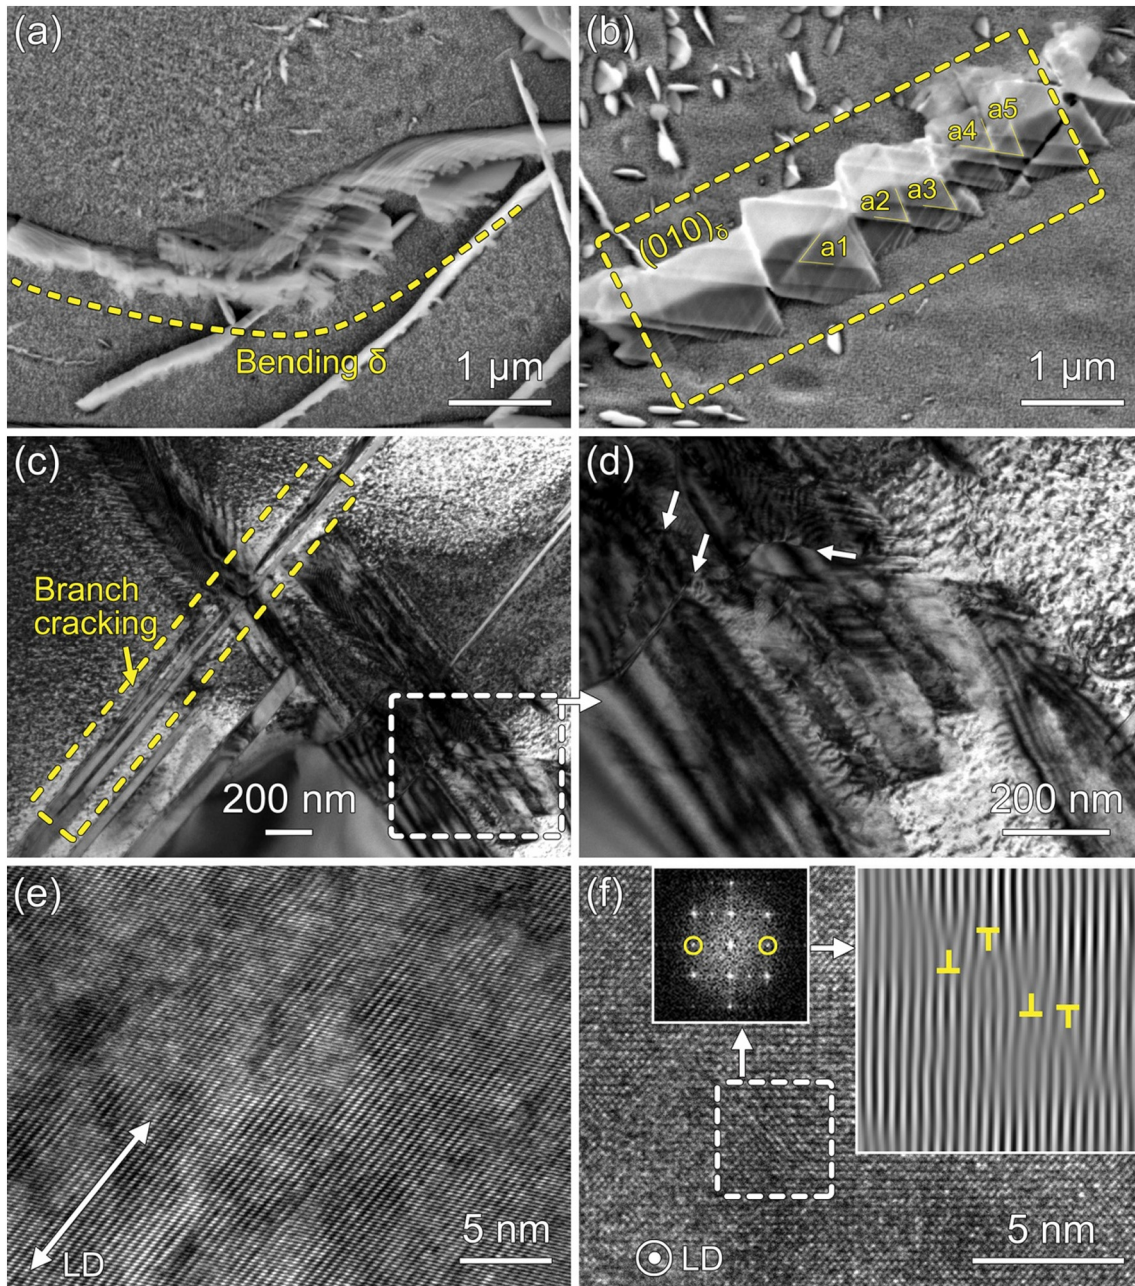 (a)
Bending δ
1 μm
(b)
a4
a5
a2
a3
a1
(010)δ
1 μm
(c)
Branch
cracking
200 nm
(d)
200 nm
(e)
LD
5 nm
(f)
LD
5 nm